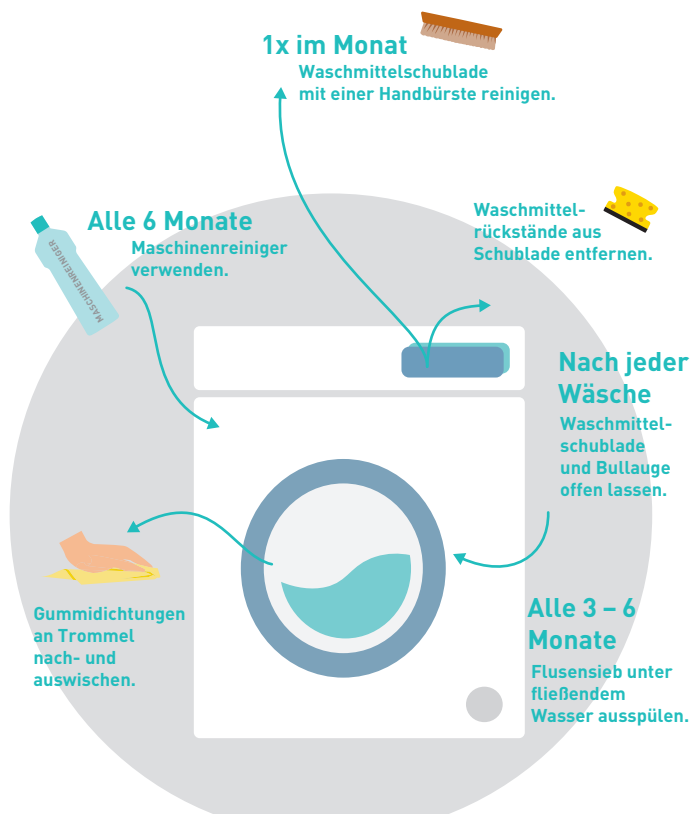 1x im Monat
Waschmittelschublade
mit einer Handbürste reinigen.
Waschmittel-
rückstände aus
Schublade entfernen.
Alle 6 Monate
Maschinenreiniger
verwenden.
MASCHINENREINIGER
Nach jeder
Wäsche
Waschmittel-
schublade
und Bullauge
offen lassen.
Gummidichtungen
an Trommel
nach- und
auswischen.
Alle 3 – 6
Monate
Flusensieb unter
fließendem
Wasser ausspülen.